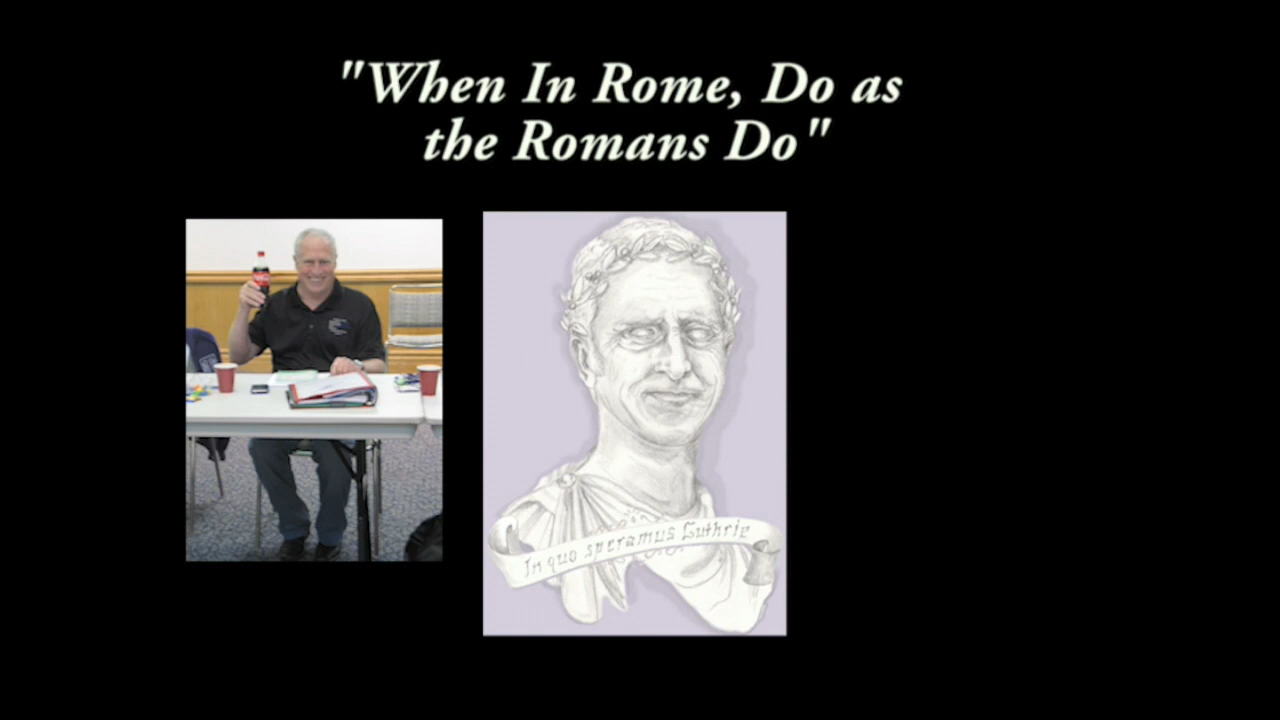 "When In Rome, Do as
the Romans Do"
In quo speramus Guthrie